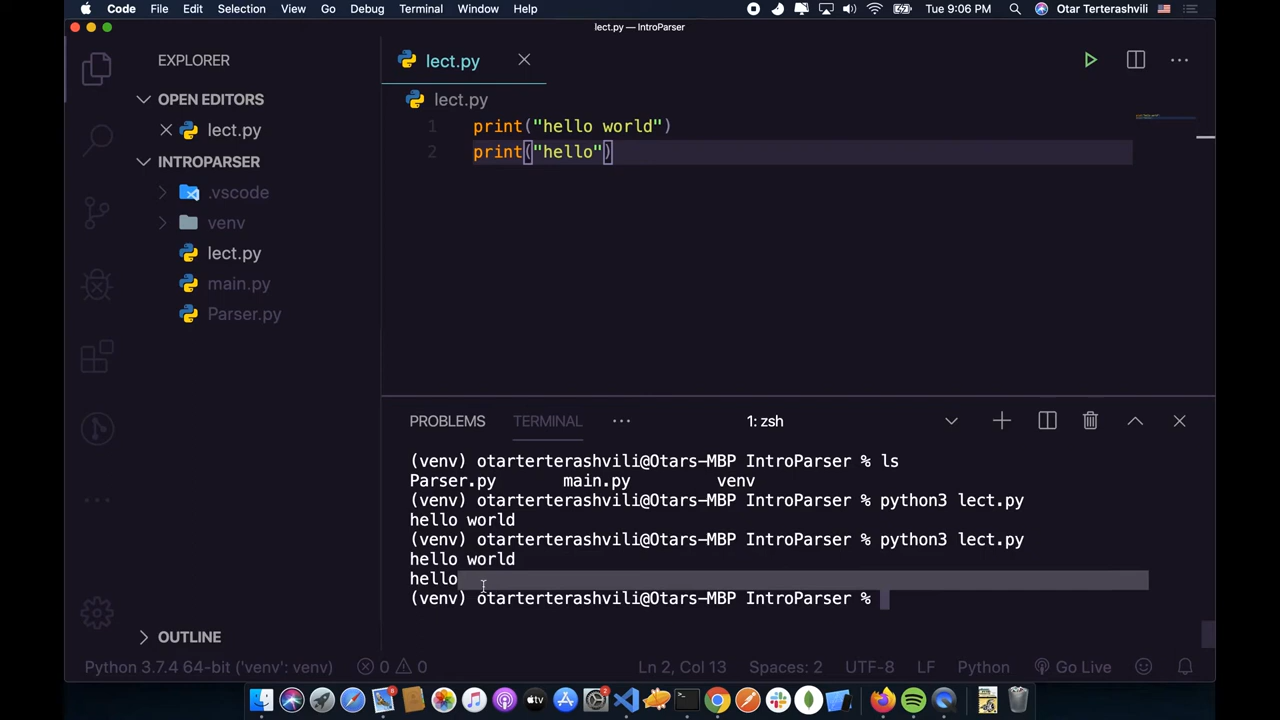 Code File Edit Selection View Go Debug Terminal Window Help Tue 9:06 PM Otar Terterashvili
lect.py — IntroParser
EXPLORER
OPEN EDITORS
lect.py
INTROPARSER
.vscode
venv
lect.py
main.py
Parser.py
OUTLINE
lect.py
lect.py
1 print("hello world")
2 print("hello")
PROBLEMS TERMINAL ··· 1: zsh
(venv) otarterterashvili@Otars-MBP IntroParser % ls
Parser.py main.py venv
(venv) otarterterashvili@Otars-MBP IntroParser % python3 lect.py
hello world
(venv) otarterterashvili@Otars-MBP IntroParser % python3 lect.py
hello world
hello
(venv) otarterterashvili@Otars-MBP IntroParser %
Python 3.7.4 64-bit ('venv': venv) 0 0 Ln 2, Col 13 Spaces: 2 UTF-8 LF Python Go Live